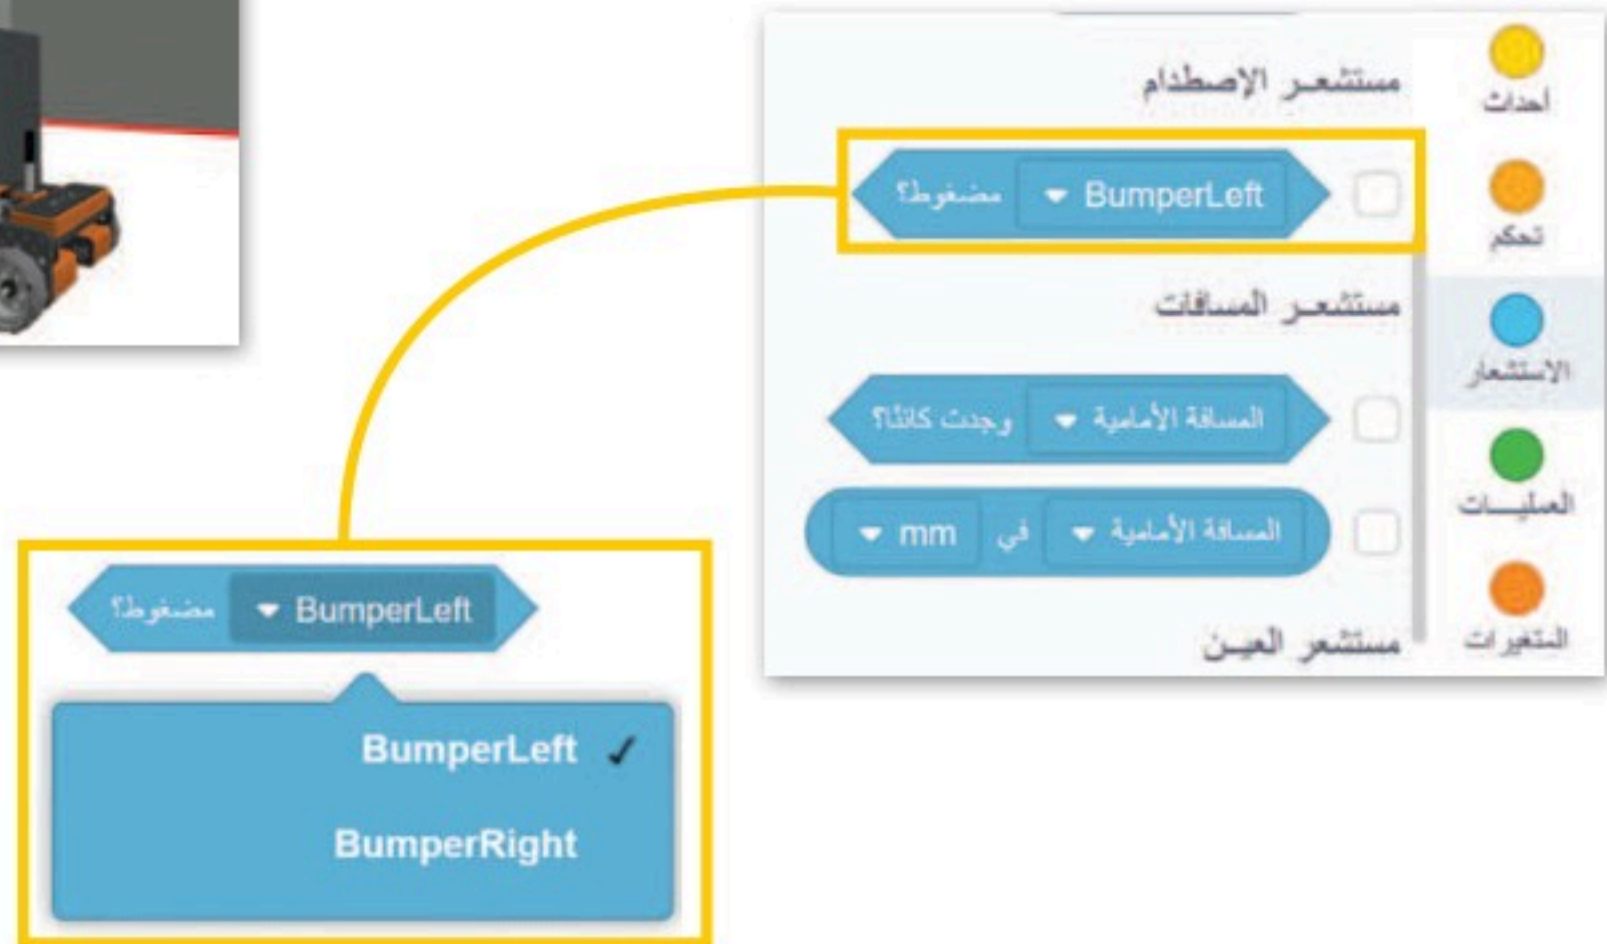 مستشعر الإصطدام
BumperLeft مضغوط؟
مستشعر المسافات
المسافة الأمامية وجدت كائنًا؟
المسافة الأمامية في mm
مستشعر العين
أحداث
تحكم
الاستشعار
العمليات
المتغيرات
BumperLeft مضغوط؟
BumperLeft ✓
BumperRight